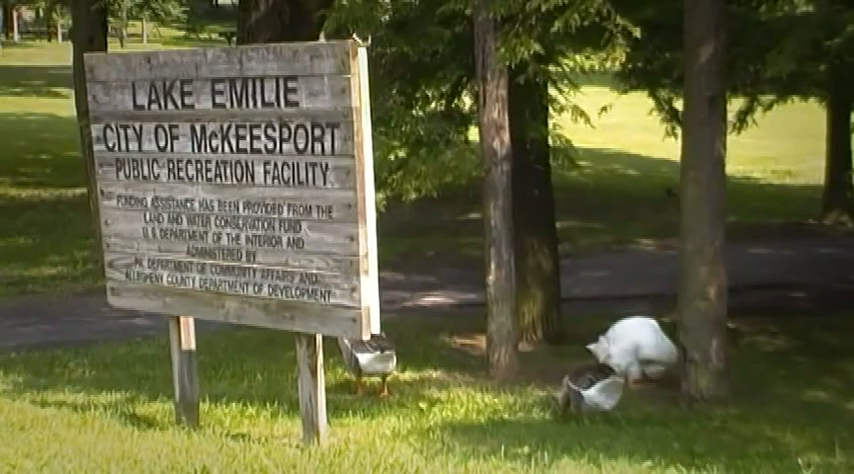 LAKE EMILIE
CITY OF McKEESPORT
PUBLIC RECREATION FACILITY
FUNDING ASSISTANCE HAS BEEN PROVIDED FROM THE
LAND AND WATER CONSERVATION FUND
U.S. DEPARTMENT OF THE INTERIOR AND
ADMINISTERED BY
PA. DEPARTMENT OF COMMUNITY AFFAIRS AND
ALLEGHENY COUNTY DEPARTMENT OF DEVELOPMENT